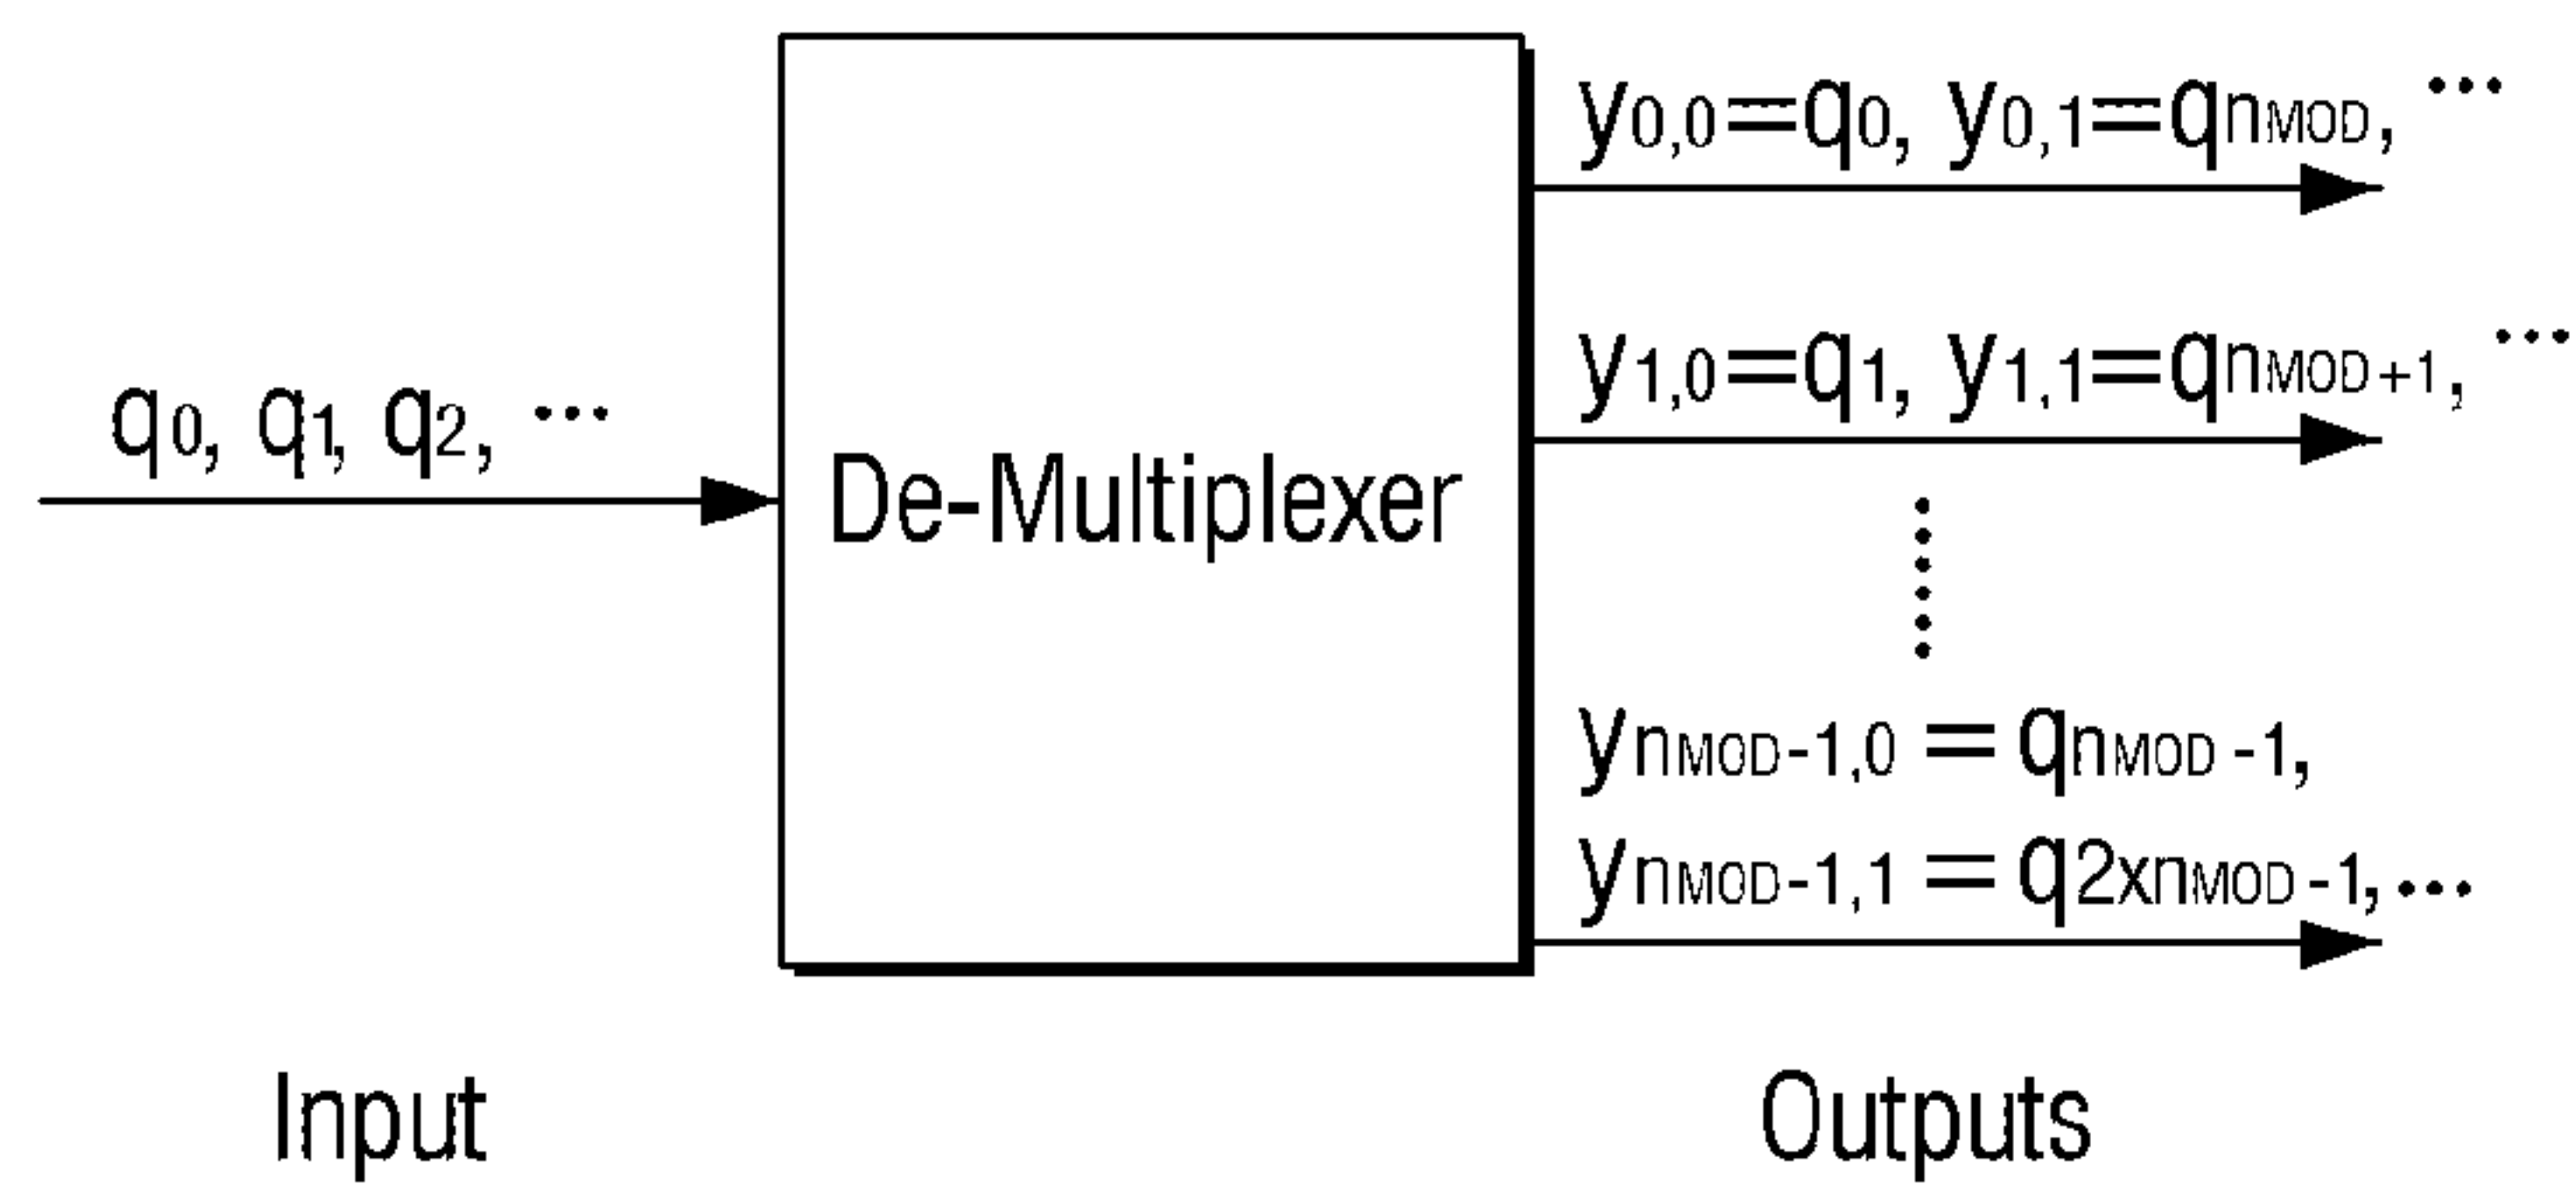 y0,0=q0, y0,1=qnMOD, ···
q0, q1, q2, ···
y1,0=q1, y1,1=qnMOD+1, ···
De-Multiplexer
ynMOD-1,0 = qnMOD-1,
ynMOD-1,1 = q2xnMOD-1,···
Input
Outputs